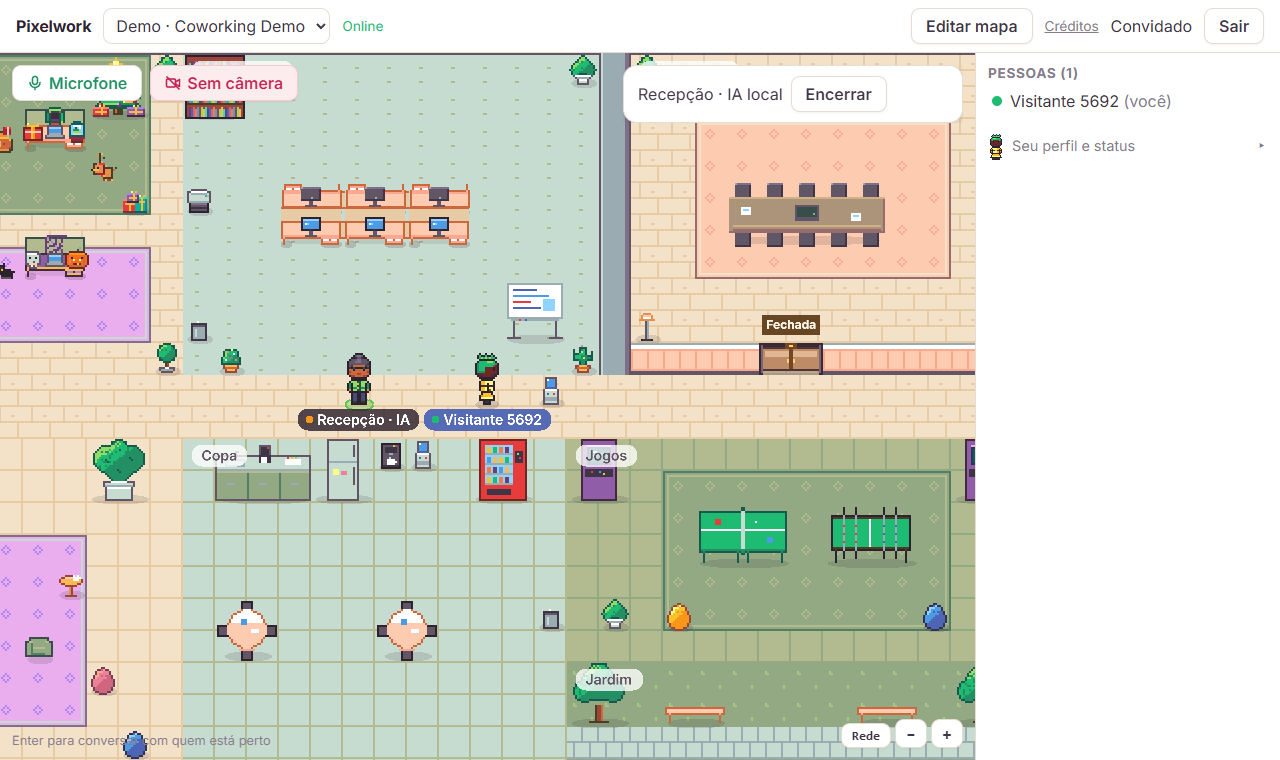 Pixelwork
Demo · Coworking Demo
Online
Editar mapa
Créditos
Convidado
Sair
Microfone
Sem câmera
Recepção · IA local
Encerrar
PESSOAS (1)
Visitante 5692 (você)
Seu perfil e status
Fechada
Recepção · IA
Visitante 5692
Copa
Jogos
Jardim
Enter para conversar com quem está perto
Rede
-
+